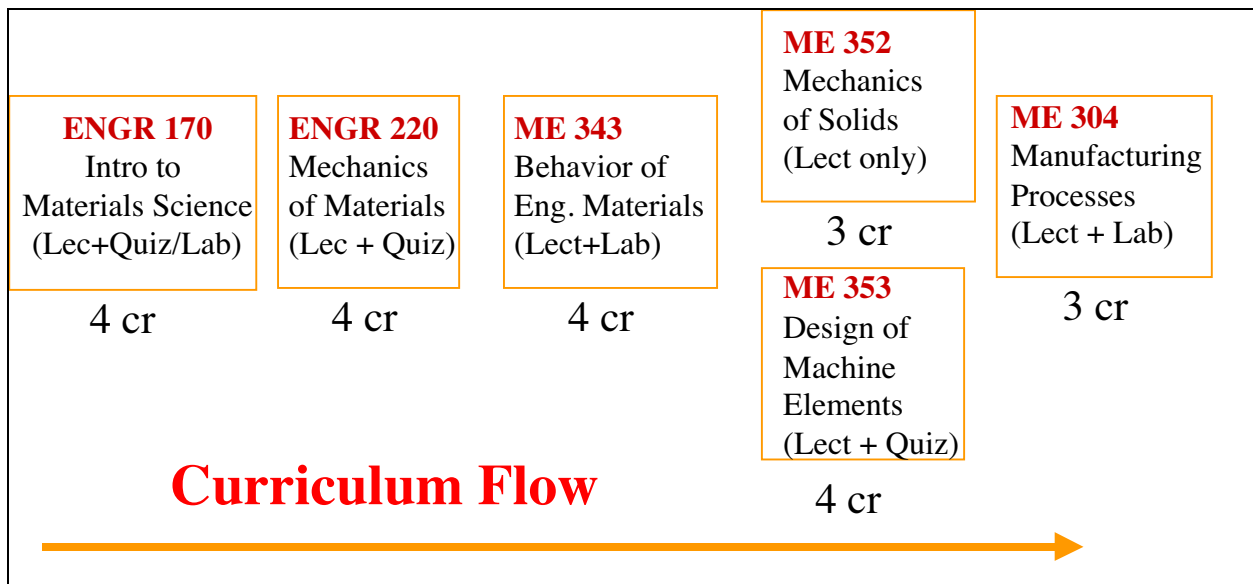 ENGR 170
Intro to
Materials Science
(Lec+Quiz/Lab)
4 cr
ENGR 220
Mechanics
of Materials
(Lec + Quiz)
4 cr
ME 343
Behavior of
Eng. Materials
(Lect+Lab)
4 cr
ME 352
Mechanics
of Solids
(Lect only)
3 cr
ME 353
Design of
Machine
Elements
(Lect + Quiz)
4 cr
ME 304
Manufacturing
Processes
(Lect + Lab)
3 cr
Curriculum Flow